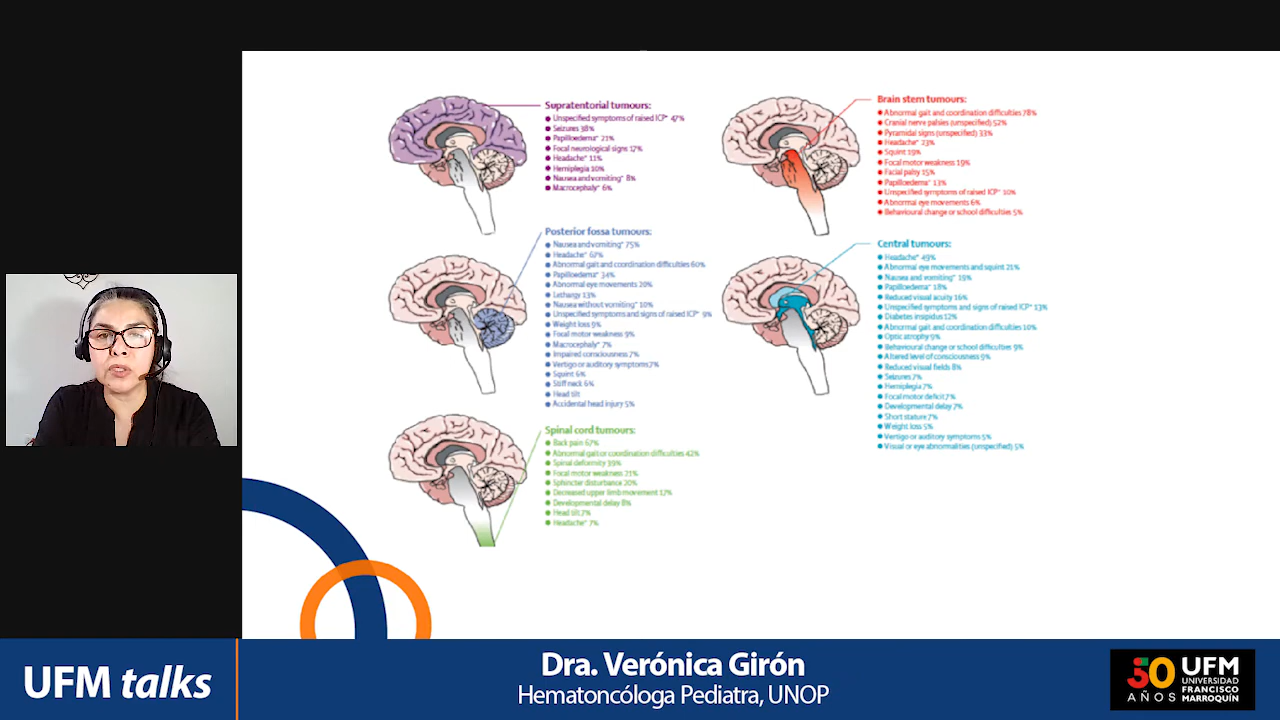 Supratentorial tumours:
Unspecified symptoms of raised ICP* 47%
Seizures 38%
Papilloedema* 21%
Focal neurological signs 17%
Headache* 11%
Hemiplegia 10%
Nausea and vomiting* 8%
Macrocephaly* 6%
Posterior fossa tumours:
Nausea and vomiting* 75%
Headache* 67%
Abnormal gait and coordination difficulties 60%
Papilloedema* 34%
Abnormal eye movements 20%
Lethargy 13%
Nausea without vomiting* 10%
Unspecified symptoms and signs of raised ICP* 9%
Weight loss 9%
Focal motor weakness 9%
Macrocephaly* 7%
Impaired consciousness 7%
Vertigo or auditory symptoms 7%
Squint 6%
Stiff neck 6%
Head tilt
Accidental head injury 5%
Spinal cord tumours:
Back pain 67%
Abnormal gait or coordination difficulties 42%
Spinal deformity 39%
Focal motor weakness 21%
Sphincter disturbance 20%
Decreased upper limb movement 17%
Developmental delay 8%
Head tilt 7%
Headache* 7%
Brain stem tumours:
Abnormal gait and coordination difficulties 78%
Cranial nerve palsies (unspecified) 52%
Pyramidal signs (unspecified) 33%
Headache* 23%
Squint 19%
Focal motor weakness 19%
Facial palsy 15%
Papilloedema* 13%
Unspecified symptoms of raised ICP* 10%
Abnormal eye movements 6%
Behavioural change or school difficulties 5%
Central tumours:
Headache* 49%
Abnormal eye movements and squint 21%
Nausea and vomiting* 19%
Papilloedema* 18%
Reduced visual acuity 16%
Unspecified symptoms and signs of raised ICP* 13%
Diabetes insipidus 12%
Abnormal gait and coordination difficulties 10%
Optic atrophy 9%
Behavioural change or school difficulties 9%
Altered level of consciousness 9%
Reduced visual fields 8%
Seizures 7%
Hemiplegia 7%
Focal motor deficit 7%
Developmental delay 7%
Short stature 7%
Weight loss 5%
Vertigo or auditory symptoms 5%
Visual or eye abnormalities (unspecified) 5%
UFM talks
Dra. Verónica Girón
Hematoncóloga Pediatra, UNOP
50
AÑOS
UFM
UNIVERSIDAD
FRANCISCO
MARROQUÍN